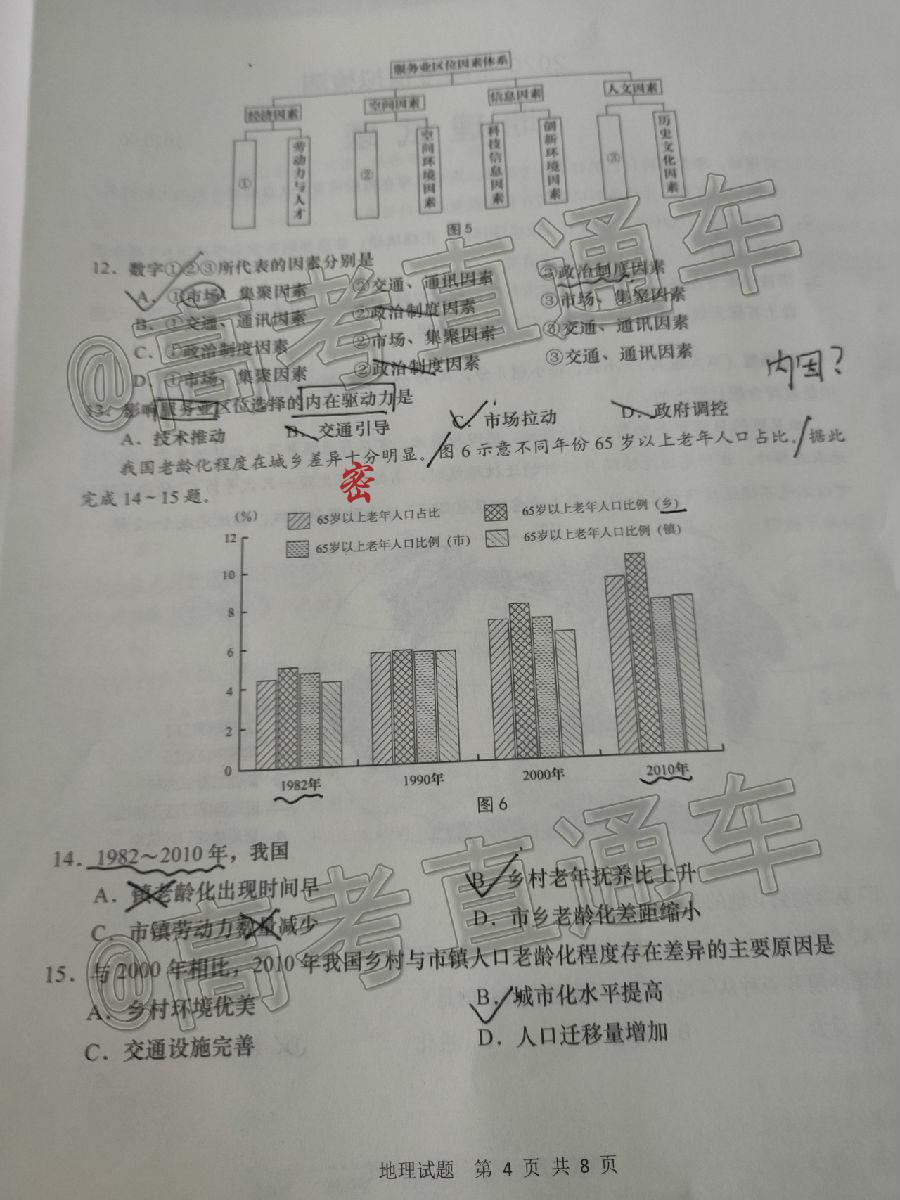 服务业区位因素体系
经济因素 空间因素 信息因素 人文因素
① 劳动力与人才 ② 空间环境因素 科技信息因素 创新环境因素 ③ 历史文化因素
图5
12．数字①②③所代表的因素分别是
A．①市场、集聚因素 ②交通、通讯因素 ③政治制度因素
B．①交通、通讯因素 ②政治制度因素 ③市场、集聚因素
C．①政治制度因素 ②市场、集聚因素 ③交通、通讯因素
D．①市场、集聚因素 ②政治制度因素 ③交通、通讯因素
内因？
13．影响服务业区位选择的内在驱动力是
A．技术推动 B．交通引导 C．市场拉动 D．政府调控
我国老龄化程度在城乡差异十分明显。图6示意不同年份65岁以上老年人口占比。据此
完成14～15题。
密
(%) 65岁以上老年人口占比 65岁以上老年人口比例（乡）
65岁以上老年人口比例（市） 65岁以上老年人口比例（镇）
12
10
8
6
4
2
0
1982年 1990年 2000年 2010年
图6
14．1982～2010年，我国
A．镇老龄化出现时间早 B．乡村老年抚养比上升
C．市镇劳动力数量减少 D．市乡老龄化差距缩小
15．与2000年相比，2010年我国乡村与市镇人口老龄化程度存在差异的主要原因是
A．乡村环境优美 B．城市化水平提高
C．交通设施完善 D．人口迁移量增加
@高考直通车
@高考直通车
地理试题 第4页共8页